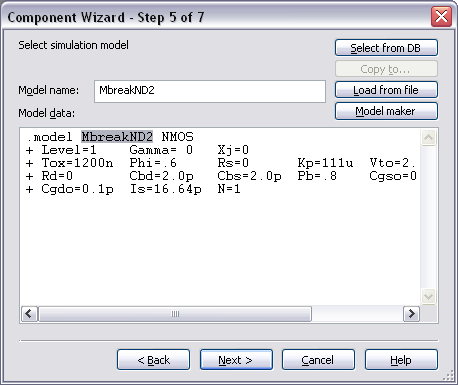 Component Wizard - Step 5 of 7
Select simulation model
Select from DB
Copy to...
Model name: MbreakND2
Load from file
Model data:
Model maker
.model MbreakND2 NMOS
+ Level=1 Gamma= 0 Xj=0
+ Tox=1200n Phi=.6 Rs=0 Kp=111u Vto=2.
+ Rd=0 Cbd=2.0p Cbs=2.0p Pb=.8 Cgso=0
+ Cgdo=0.1p Is=16.64p N=1
< Back Next > Cancel Help